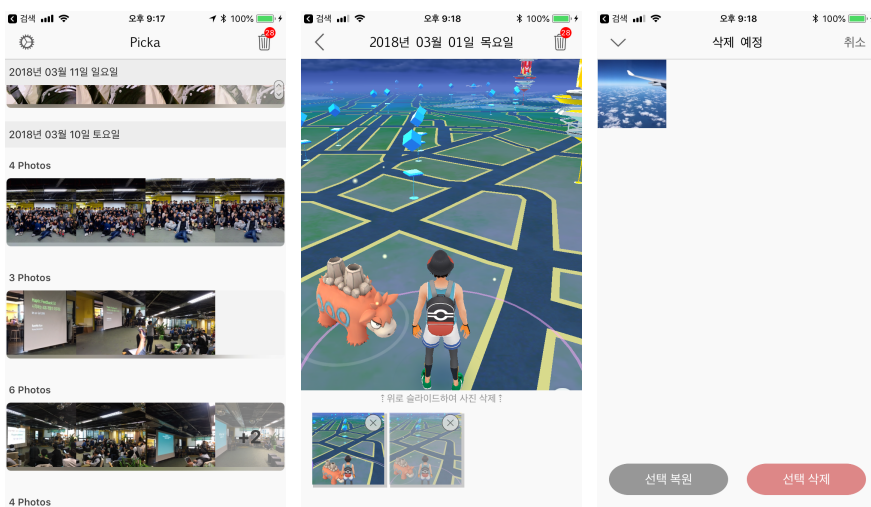 검색
오후 9:17
100%
Picka
28
2018년 03월 11일 일요일
2018년 03월 10일 토요일
4 Photos
3 Photos
6 Photos
+2
4 Photos
검색
오후 9:18
100%
2018년 03월 01일 목요일
28
↑위로 슬라이드하여 사진 삭제↑
검색
오후 9:18
100%
삭제 예정
취소
선택 복원
선택 삭제